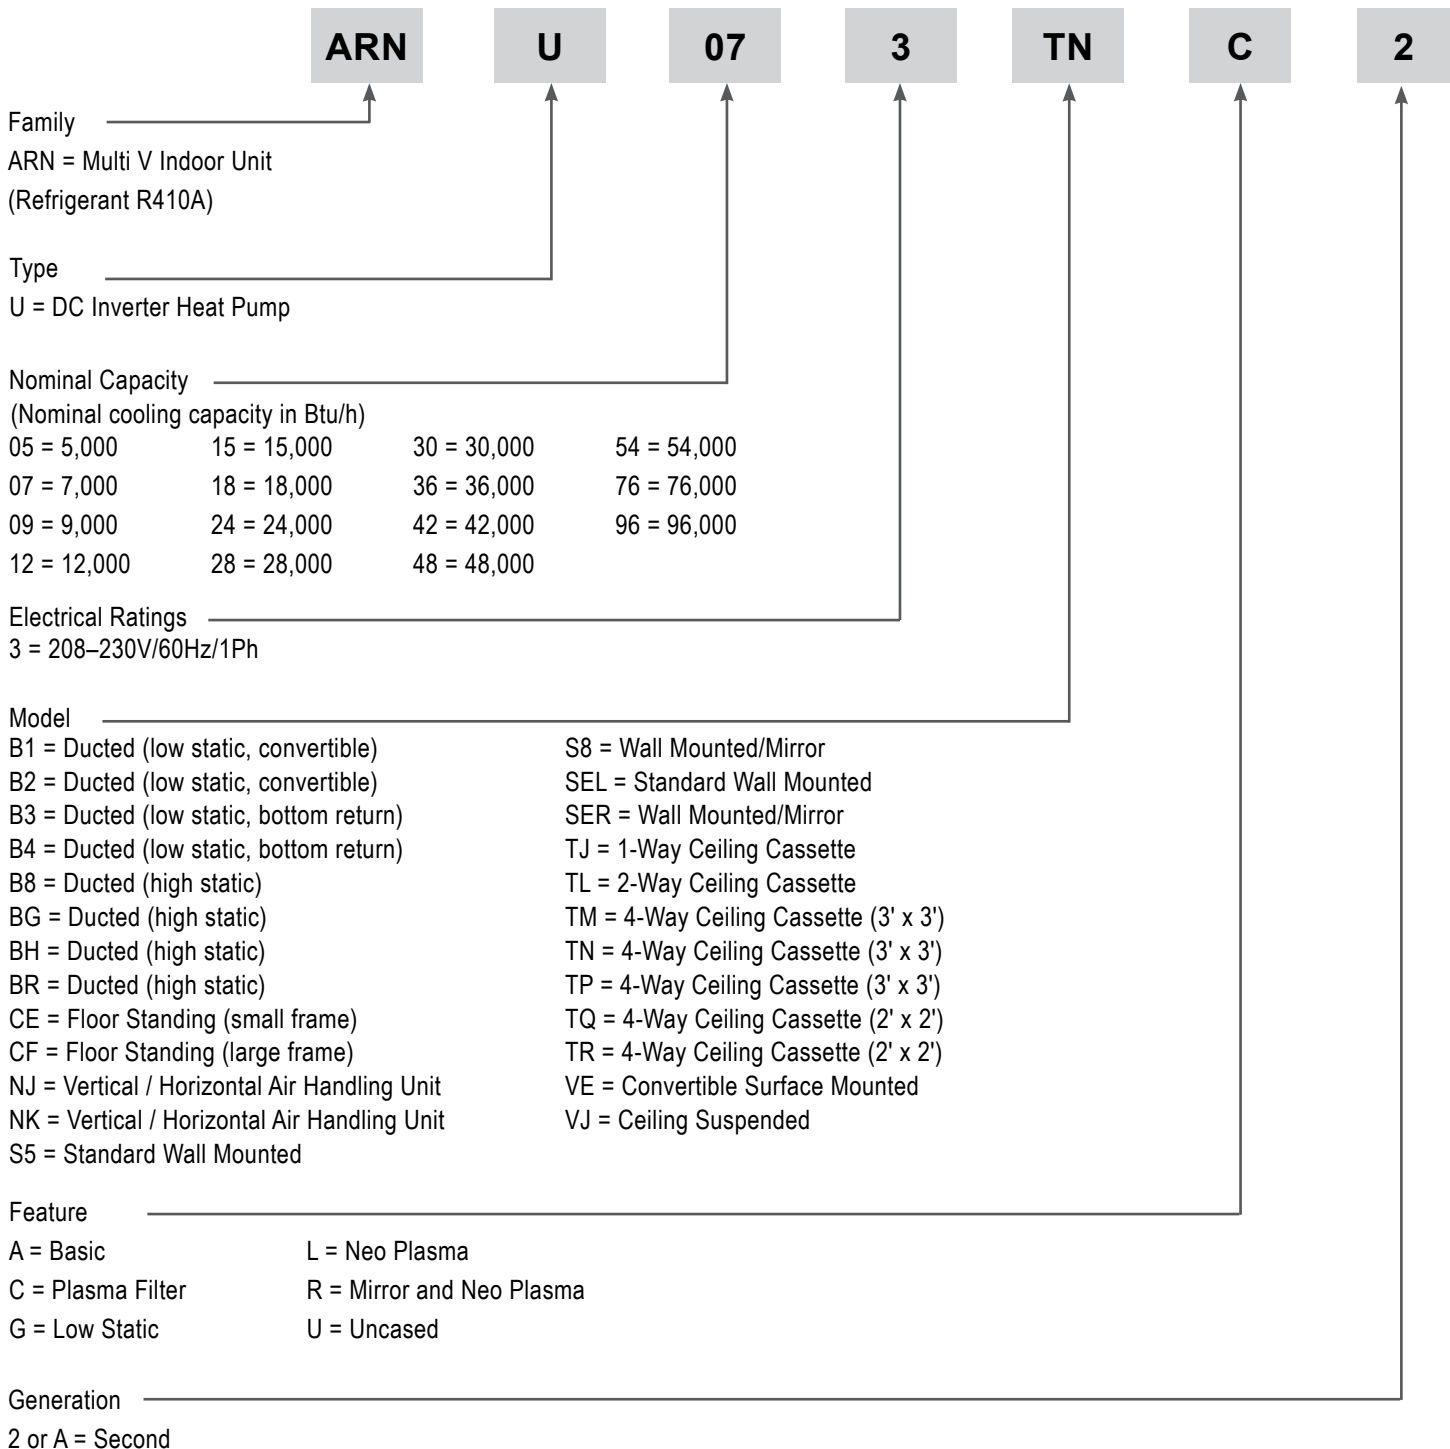 ARN U 07 3 TN C 2
Family
ARN = Multi V Indoor Unit
(Refrigerant R410A)
Type
U = DC Inverter Heat Pump
Nominal Capacity
(Nominal cooling capacity in Btu/h)
05 = 5,000 15 = 15,000 30 = 30,000 54 = 54,000
07 = 7,000 18 = 18,000 36 = 36,000 76 = 76,000
09 = 9,000 24 = 24,000 42 = 42,000 96 = 96,000
12 = 12,000 28 = 28,000 48 = 48,000
Electrical Ratings
3 = 208–230V/60Hz/1Ph
Model
B1 = Ducted (low static, convertible) S8 = Wall Mounted/Mirror
B2 = Ducted (low static, convertible) SEL = Standard Wall Mounted
B3 = Ducted (low static, bottom return) SER = Wall Mounted/Mirror
B4 = Ducted (low static, bottom return) TJ = 1-Way Ceiling Cassette
B8 = Ducted (high static) TL = 2-Way Ceiling Cassette
BG = Ducted (high static) TM = 4-Way Ceiling Cassette (3' x 3')
BH = Ducted (high static) TN = 4-Way Ceiling Cassette (3' x 3')
BR = Ducted (high static) TP = 4-Way Ceiling Cassette (3' x 3')
CE = Floor Standing (small frame) TQ = 4-Way Ceiling Cassette (2' x 2')
CF = Floor Standing (large frame) TR = 4-Way Ceiling Cassette (2' x 2')
NJ = Vertical / Horizontal Air Handling Unit VE = Convertible Surface Mounted
NK = Vertical / Horizontal Air Handling Unit VJ = Ceiling Suspended
S5 = Standard Wall Mounted
Feature
A = Basic L = Neo Plasma
C = Plasma Filter R = Mirror and Neo Plasma
G = Low Static U = Uncased
Generation
2 or A = Second